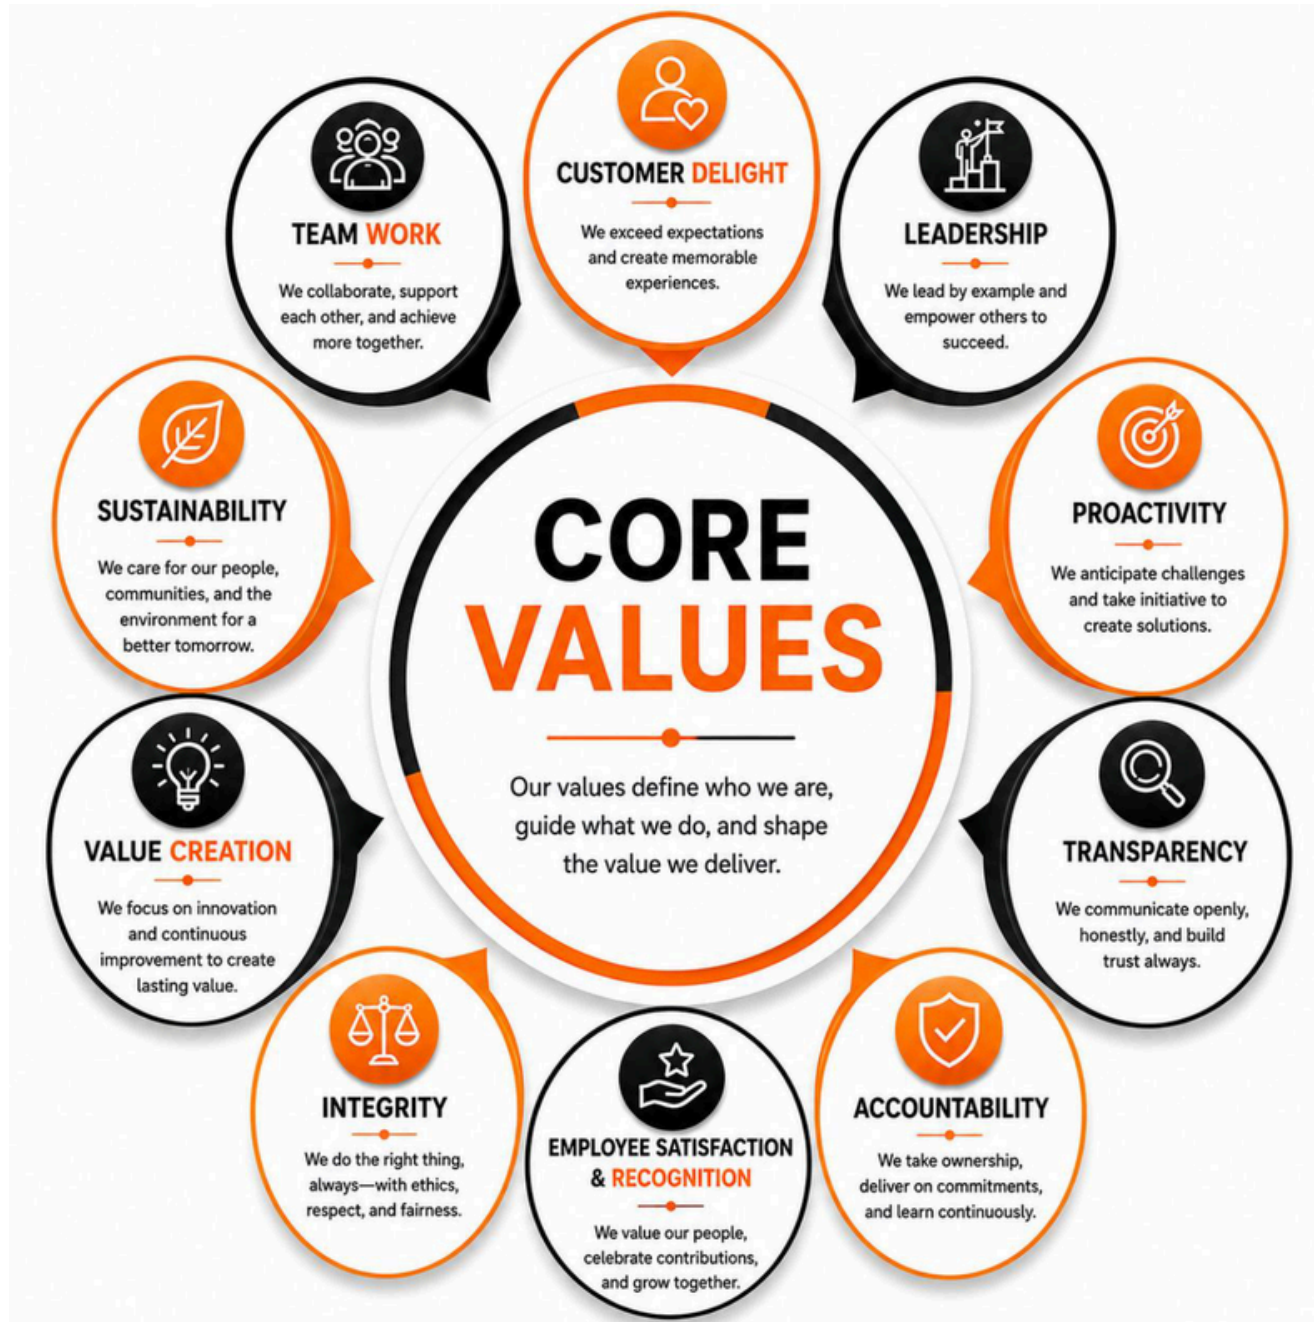 CUSTOMER DELIGHT
We exceed expectations
and create memorable
experiences.
LEADERSHIP
We lead by example and
empower others to
succeed.
PROACTIVITY
We anticipate challenges
and take initiative to
create solutions.
TRANSPARENCY
We communicate openly,
honestly, and build
trust always.
ACCOUNTABILITY
We take ownership,
deliver on commitments,
and learn continuously.
EMPLOYEE SATISFACTION
& RECOGNITION
We value our people,
celebrate contributions,
and grow together.
INTEGRITY
We do the right thing,
always—with ethics,
respect, and fairness.
VALUE CREATION
We focus on innovation
and continuous
improvement to create
lasting value.
SUSTAINABILITY
We care for our people,
communities, and the
environment for a
better tomorrow.
TEAM WORK
We collaborate, support
each other, and achieve
more together.
CORE
VALUES
Our values define who we are,
guide what we do, and shape
the value we deliver.